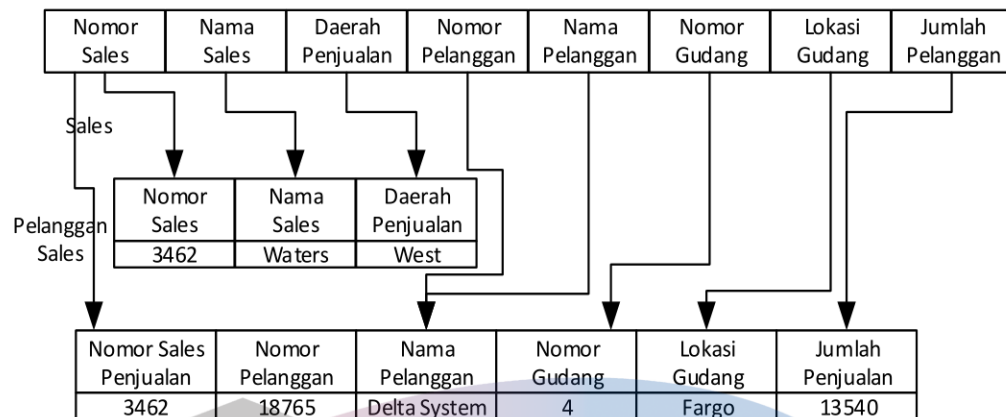 Nomor Sales
Nama Sales
Daerah Penjualan
Nomor Pelanggan
Nama Pelanggan
Nomor Gudang
Lokasi Gudang
Jumlah Pelanggan
Sales
Nomor Sales
Nama Sales
Daerah Penjualan
3462
Waters
West
Pelanggan
Sales
Nomor Sales Penjualan
Nomor Pelanggan
Nama Pelanggan
Nomor Gudang
Lokasi Gudang
Jumlah Penjualan
3462
18765
Delta System
4
Fargo
13540